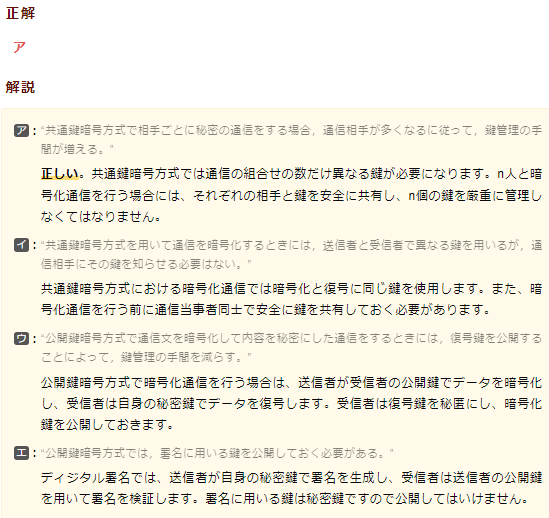 正解
ア
解説
ア：“共通鍵暗号方式で相手ごとに秘密の通信をする場合，通信相手が多くなるに従って，鍵管理の手
間が増える。”
正しい。共通鍵暗号方式では通信の組合せの数だけ異なる鍵が必要になります。n人と暗
号化通信を行う場合には、それぞれの相手と鍵を安全に共有し、n個の鍵を厳重に管理し
なくてはなりません。
イ：“共通鍵暗号方式を用いて通信を暗号化するときには，送信者と受信者で異なる鍵を用いるが，通
信相手にその鍵を知らせる必要はない。”
共通鍵暗号方式における暗号化通信では暗号化と復号に同じ鍵を使用します。また、暗
号化通信を行う前に通信当事者同士で安全に鍵を共有しておく必要があります。
ウ：“公開鍵暗号方式で通信文を暗号化して内容を秘密にした通信をするときには，復号鍵を公開する
ことによって，鍵管理の手間を減らす。”
公開鍵暗号方式で暗号化通信を行う場合は、送信者が受信者の公開鍵でデータを暗号化
し、受信者は自身の秘密鍵でデータを復号します。受信者は復号鍵を秘匿にし、暗号化
鍵を公開しておきます。
エ：“公開鍵暗号方式では，署名に用いる鍵を公開しておく必要がある。”
ディジタル署名では、送信者が自身の秘密鍵で署名を生成し、受信者は送信者の公開鍵
を用いて署名を検証します。署名に用いる鍵は秘密鍵ですので公開してはいけません。